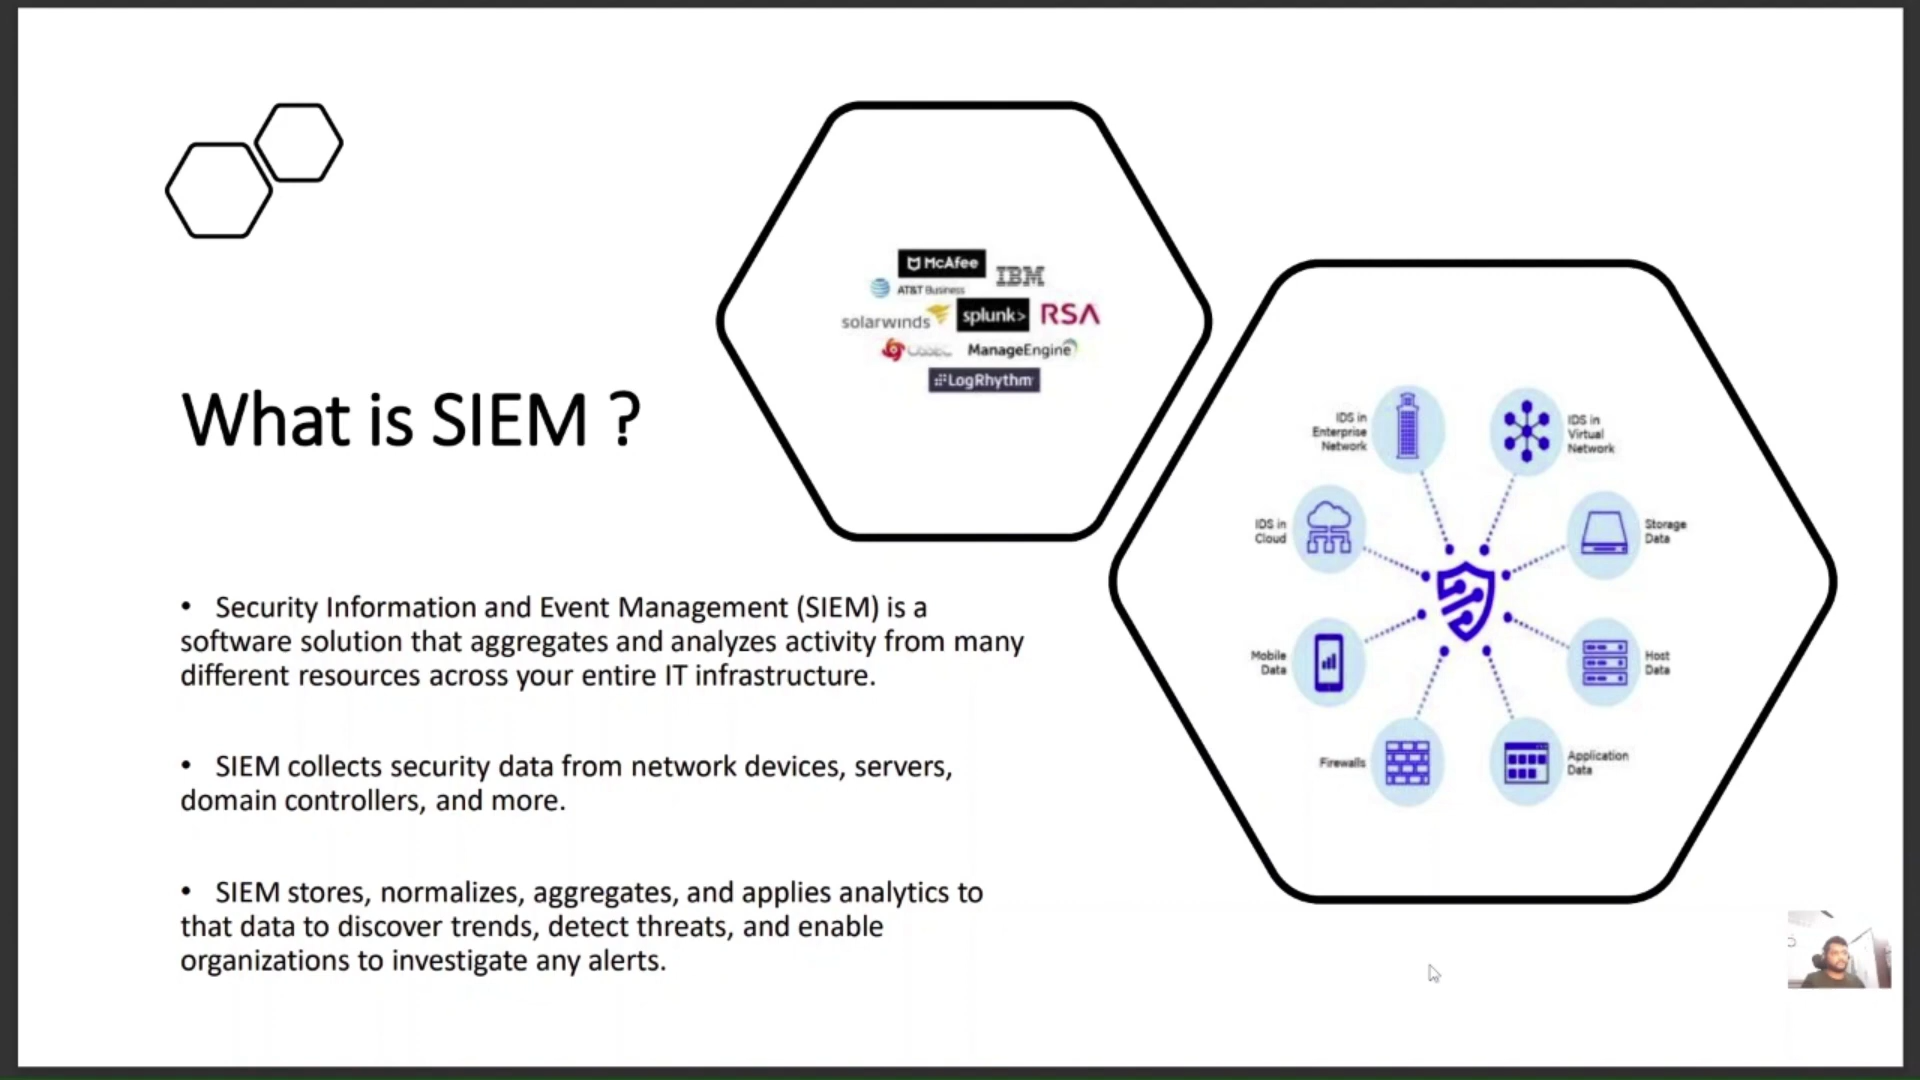 What is SIEM ?
• Security Information and Event Management (SIEM) is a
software solution that aggregates and analyzes activity from many
different resources across your entire IT infrastructure.
• SIEM collects security data from network devices, servers,
domain controllers, and more.
• SIEM stores, normalizes, aggregates, and applies analytics to
that data to discover trends, detect threats, and enable
organizations to investigate any alerts.
McAfee
IBM
AT&T Business
solarwinds
splunk>
RSA
OSSEC
ManageEngine
LogRhythm
IDS in
Enterprise
Network
IDS in
Virtual
Network
IDS in
Cloud
Storage
Data
Mobile
Data
Host
Data
Firewalls
Application
Data